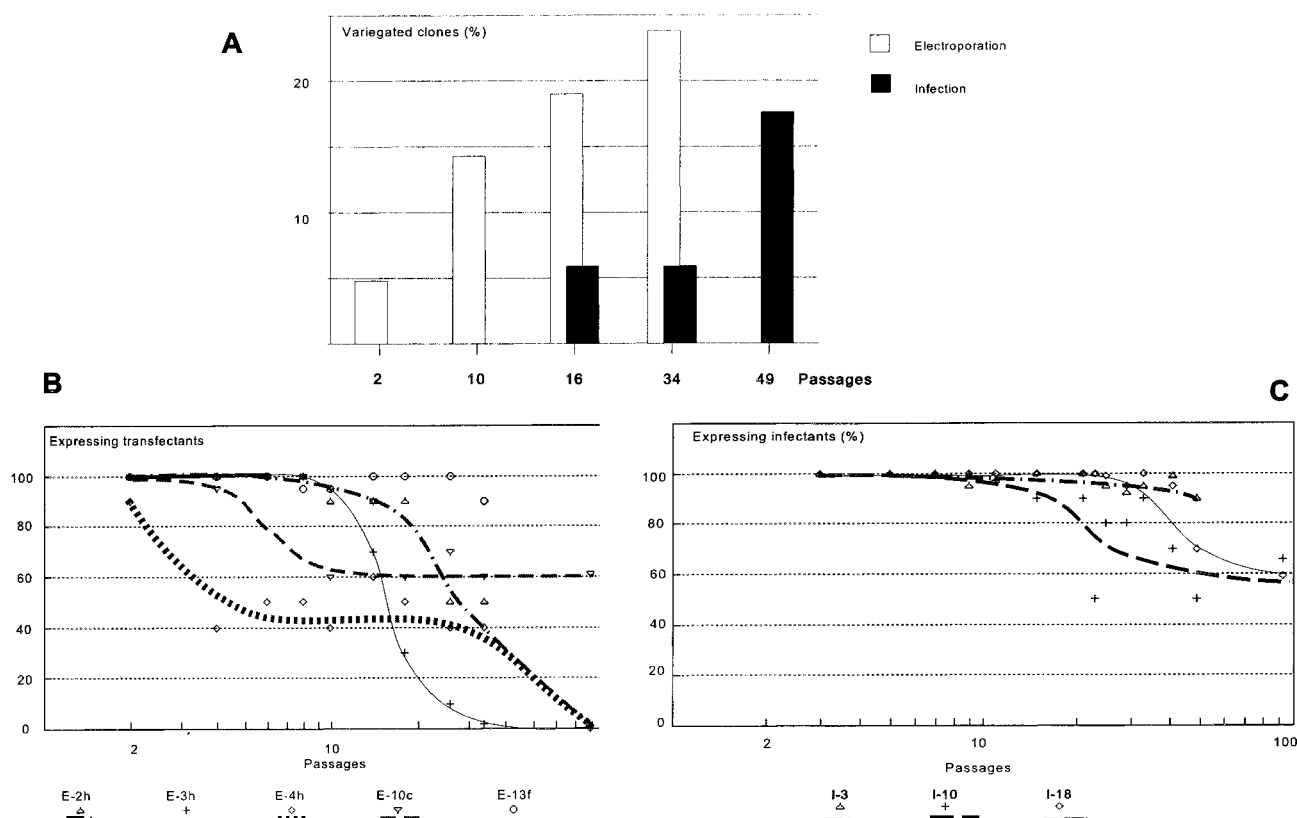 A
Variegated clones (%)
20
10
Electroporation
Infection
2 10 16 34 49 Passages
B
Expressing transfectants
100
80
60
40
20
0
2 10
Passages
E-2h E-3h E-4h E-10c E-13f
C
Expressing infectants (%)
100
80
60
40
20
0
2 10 100
Passages
I-3 I-10 I-18